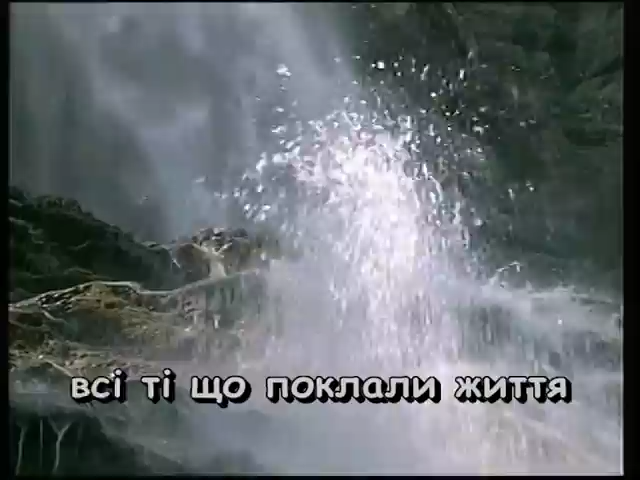 всі ті що поклали життя